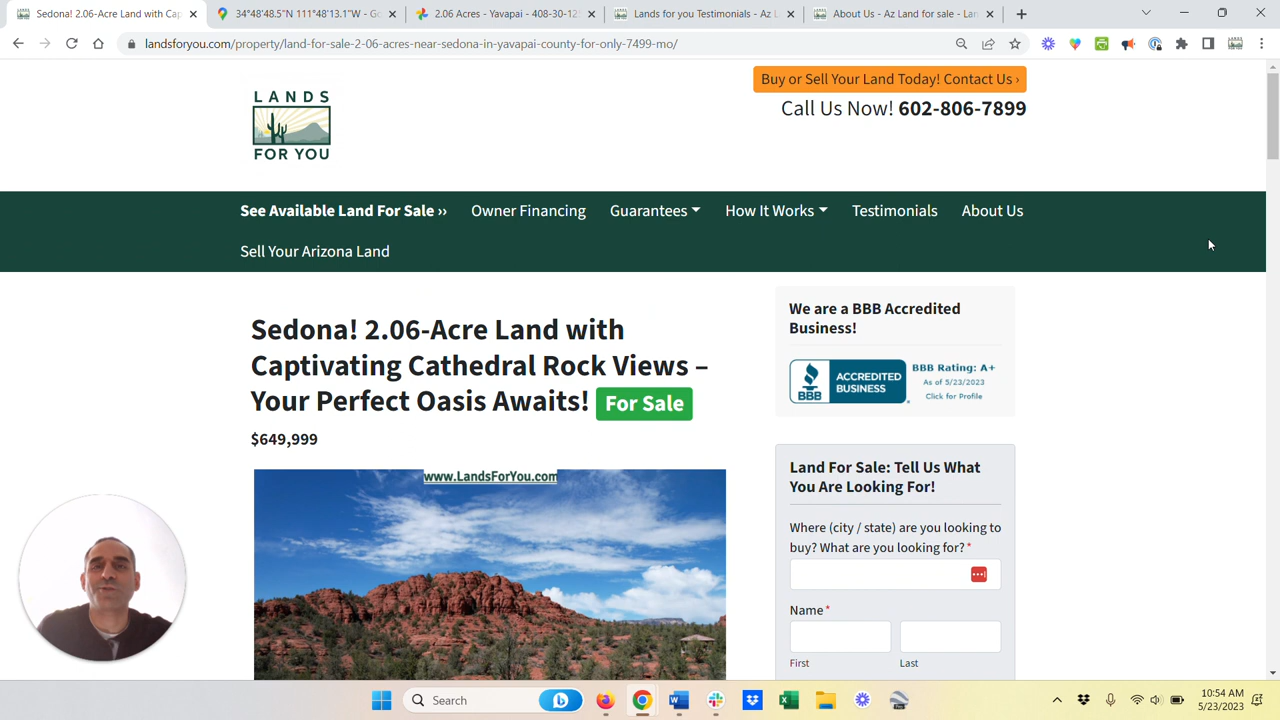 Sedona! 2.06-Acre Land with Cap
34°48'48.5"N 111°48'13.1"W - Go
2.06 Acres - Yavapai - 408-30-12
Lands for you Testimonials - Az L
About Us - Az Land for sale - Lan
landsforyou.com/property/land-for-sale-2-06-acres-near-sedona-in-yavapai-county-for-only-7499-mo/
LANDS
FOR YOU
Buy or Sell Your Land Today! Contact Us ›
Call Us Now! 602-806-7899
See Available Land For Sale ›› Owner Financing Guarantees How It Works Testimonials About Us
Sell Your Arizona Land
Sedona! 2.06-Acre Land with
Captivating Cathedral Rock Views –
Your Perfect Oasis Awaits! For Sale
$649,999
www.LandsForYou.com
We are a BBB Accredited
Business!
BBB
ACCREDITED
BUSINESS
BBB Rating: A+
As of 5/23/2023
Click for Profile
Land For Sale: Tell Us What
You Are Looking For!
Where (city / state) are you looking to
buy? What are you looking for?*
Name*
First Last
Search
10:54 AM
5/23/2023